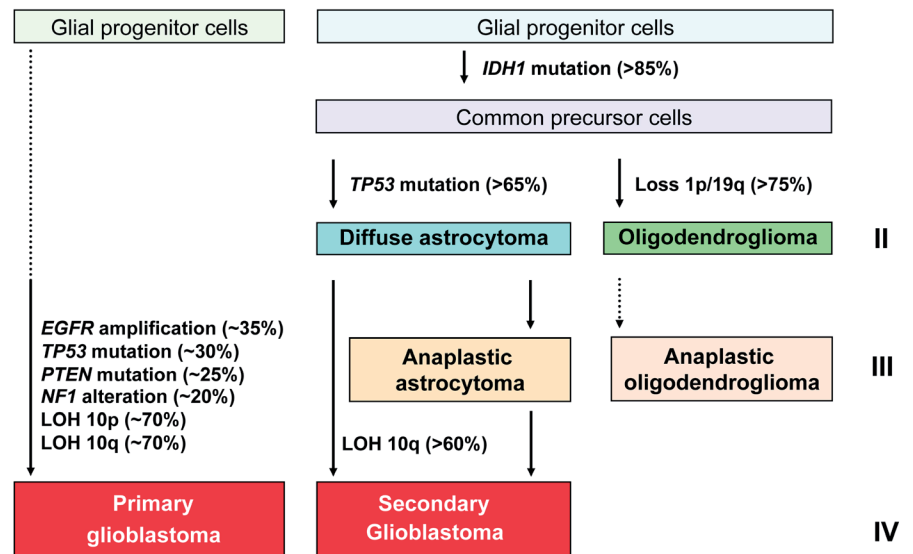 Glial progenitor cells
Glial progenitor cells
IDH1 mutation (>85%)
Common precursor cells
TP53 mutation (>65%)
Loss 1p/19q (>75%)
Diffuse astrocytoma
Oligodendroglioma
II
EGFR amplification (~35%)
TP53 mutation (~30%)
PTEN mutation (~25%)
NF1 alteration (~20%)
LOH 10p (~70%)
LOH 10q (~70%)
Anaplastic
astrocytoma
Anaplastic
oligodendroglioma
III
LOH 10q (>60%)
Primary
glioblastoma
Secondary
Glioblastoma
IV